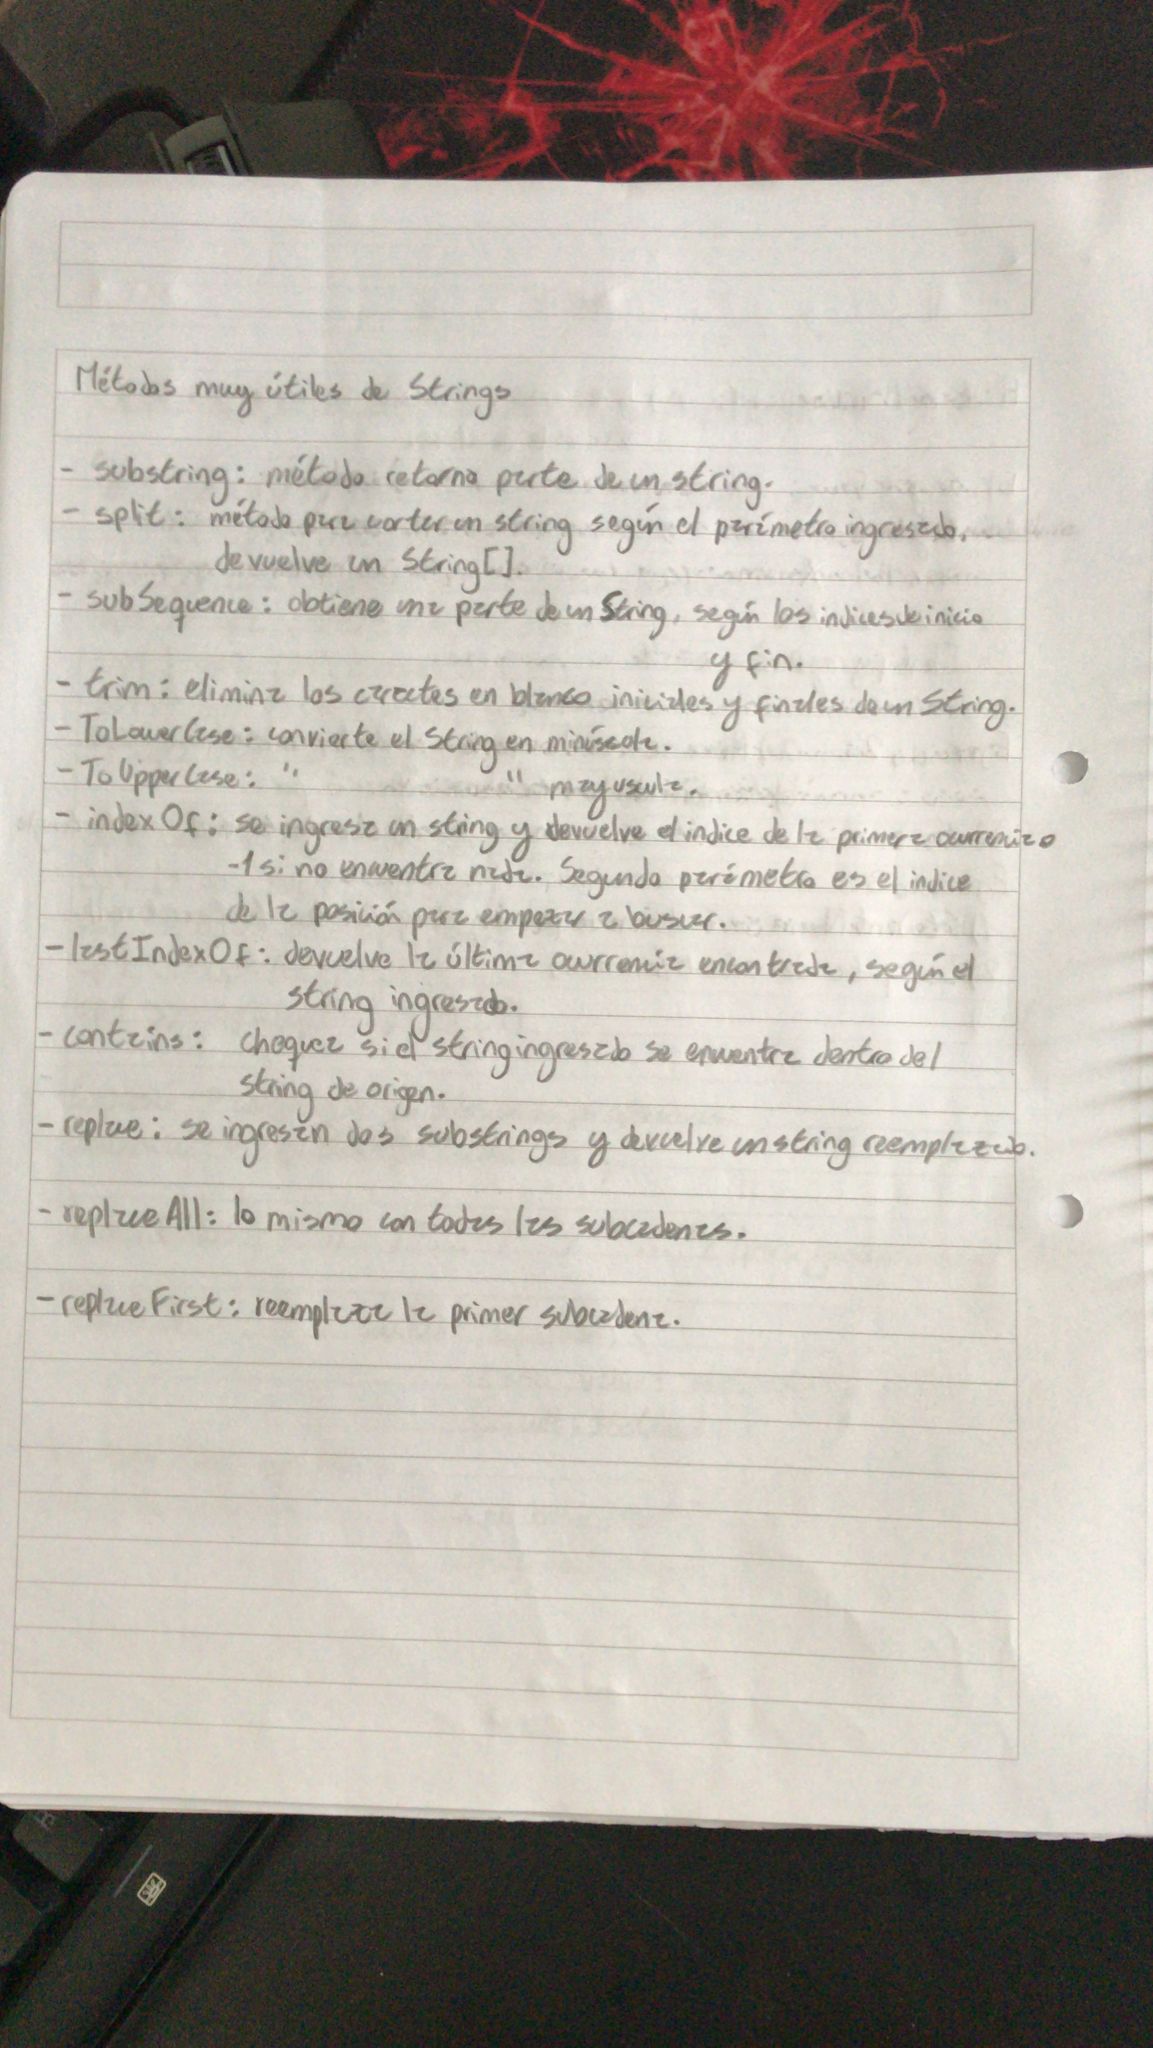 Métodos muy útiles de Strings
- substring: método retorna parte de un string.
- split: método para cortar un string según el parámetro ingresado,
devuelve un String[].
- subSequence: obtiene una parte de un String, según los indices de inicio
y fin.
- trim: elimina los en blanco iniciales y finales de un String.
- ToLowerCase: convierte el String en minúscula.
- ToUpperCase: " " mayuscula.
- indexOf: se ingresa un string y devuelve el indice de la primera ocurrencia o
-1 si no encuentra nada. Segundo parámetro es el indice
de la posición para empezar a buscar.
- lastIndexOf: devuelve la última ocurrencia encontrada, según el
string ingresado.
- contains: chequea si el string ingresado se encuentra dentro del
string de origen.
- replace: se ingresan dos substrings y devuelve un string reemplazado.
- replaceAll: lo mismo con todas las subcadenas.
- replaceFirst: reemplaza la primer subcadena.